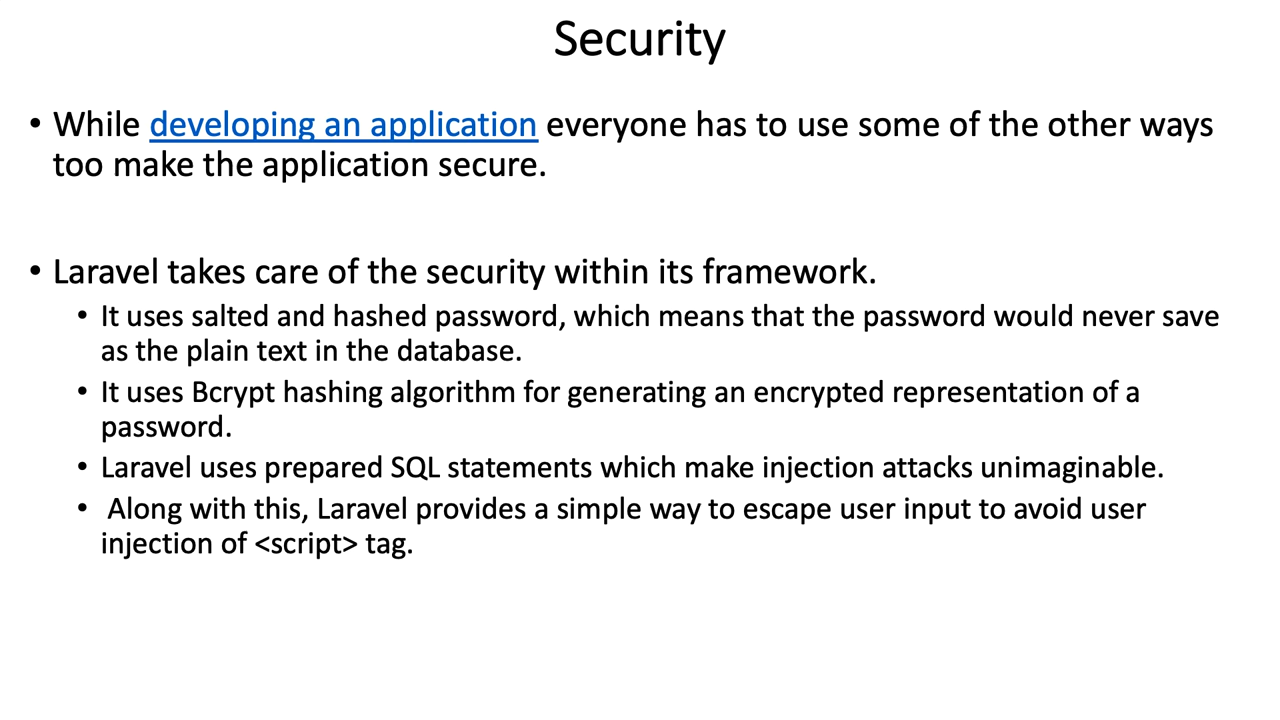 Security
• While developing an application everyone has to use some of the other ways
too make the application secure.
• Laravel takes care of the security within its framework.
• It uses salted and hashed password, which means that the password would never save
as the plain text in the database.
• It uses Bcrypt hashing algorithm for generating an encrypted representation of a
password.
• Laravel uses prepared SQL statements which make injection attacks unimaginable.
• Along with this, Laravel provides a simple way to escape user input to avoid user
injection of <script> tag.